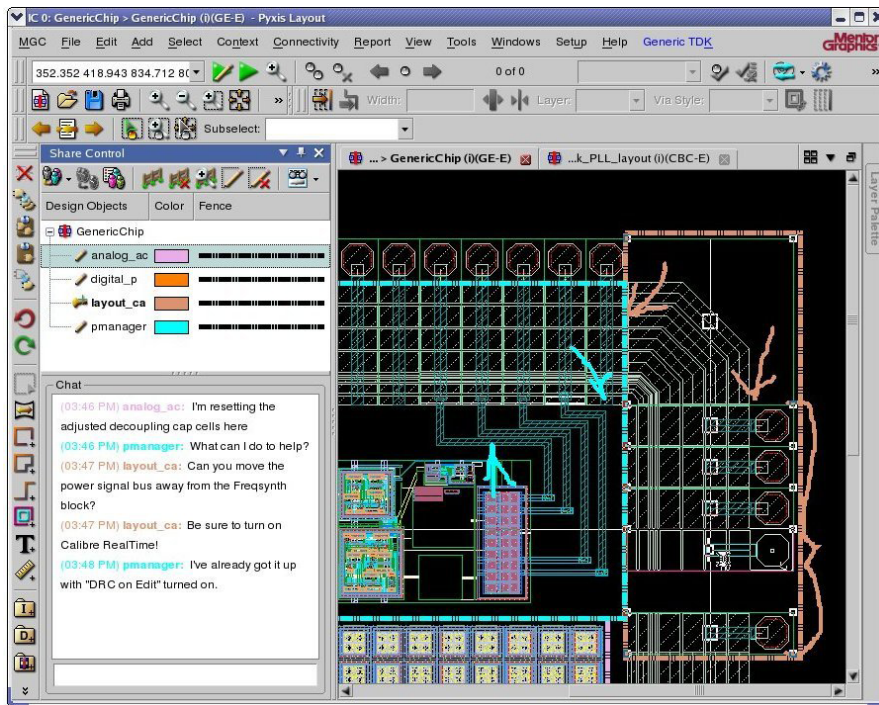 IC 0: GenericChip > GenericChip (i)(GE-E) - Pyxis Layout
MGC File Edit Add Select Context Connectivity Report View Tools Windows Setup Help Generic TDK
Mentor Graphics
352.352 418.943 834.712 80
0 of 0
Width: Layer: Via Style:
Subselect:
Share Control
...> GenericChip (i)(GE-E) ...k_PLL_layout (i)(CBC-E)
Layer Palette
Design Objects Color Fence
GenericChip
analog_ac
digital_p
layout_ca
pmanager
Chat
(03:46 PM) analog_ac: I'm resetting the
adjusted decoupling cap cells here
(03:46 PM) pmanager: What can I do to help?
(03:47 PM) layout_ca: Can you move the
power signal bus away from the Freqsynth
block?
(03:47 PM) layout_ca: Be sure to turn on
Calibre RealTime!
(03:48 PM) pmanager: I've already got it up
with "DRC on Edit" turned on.
T
I
D